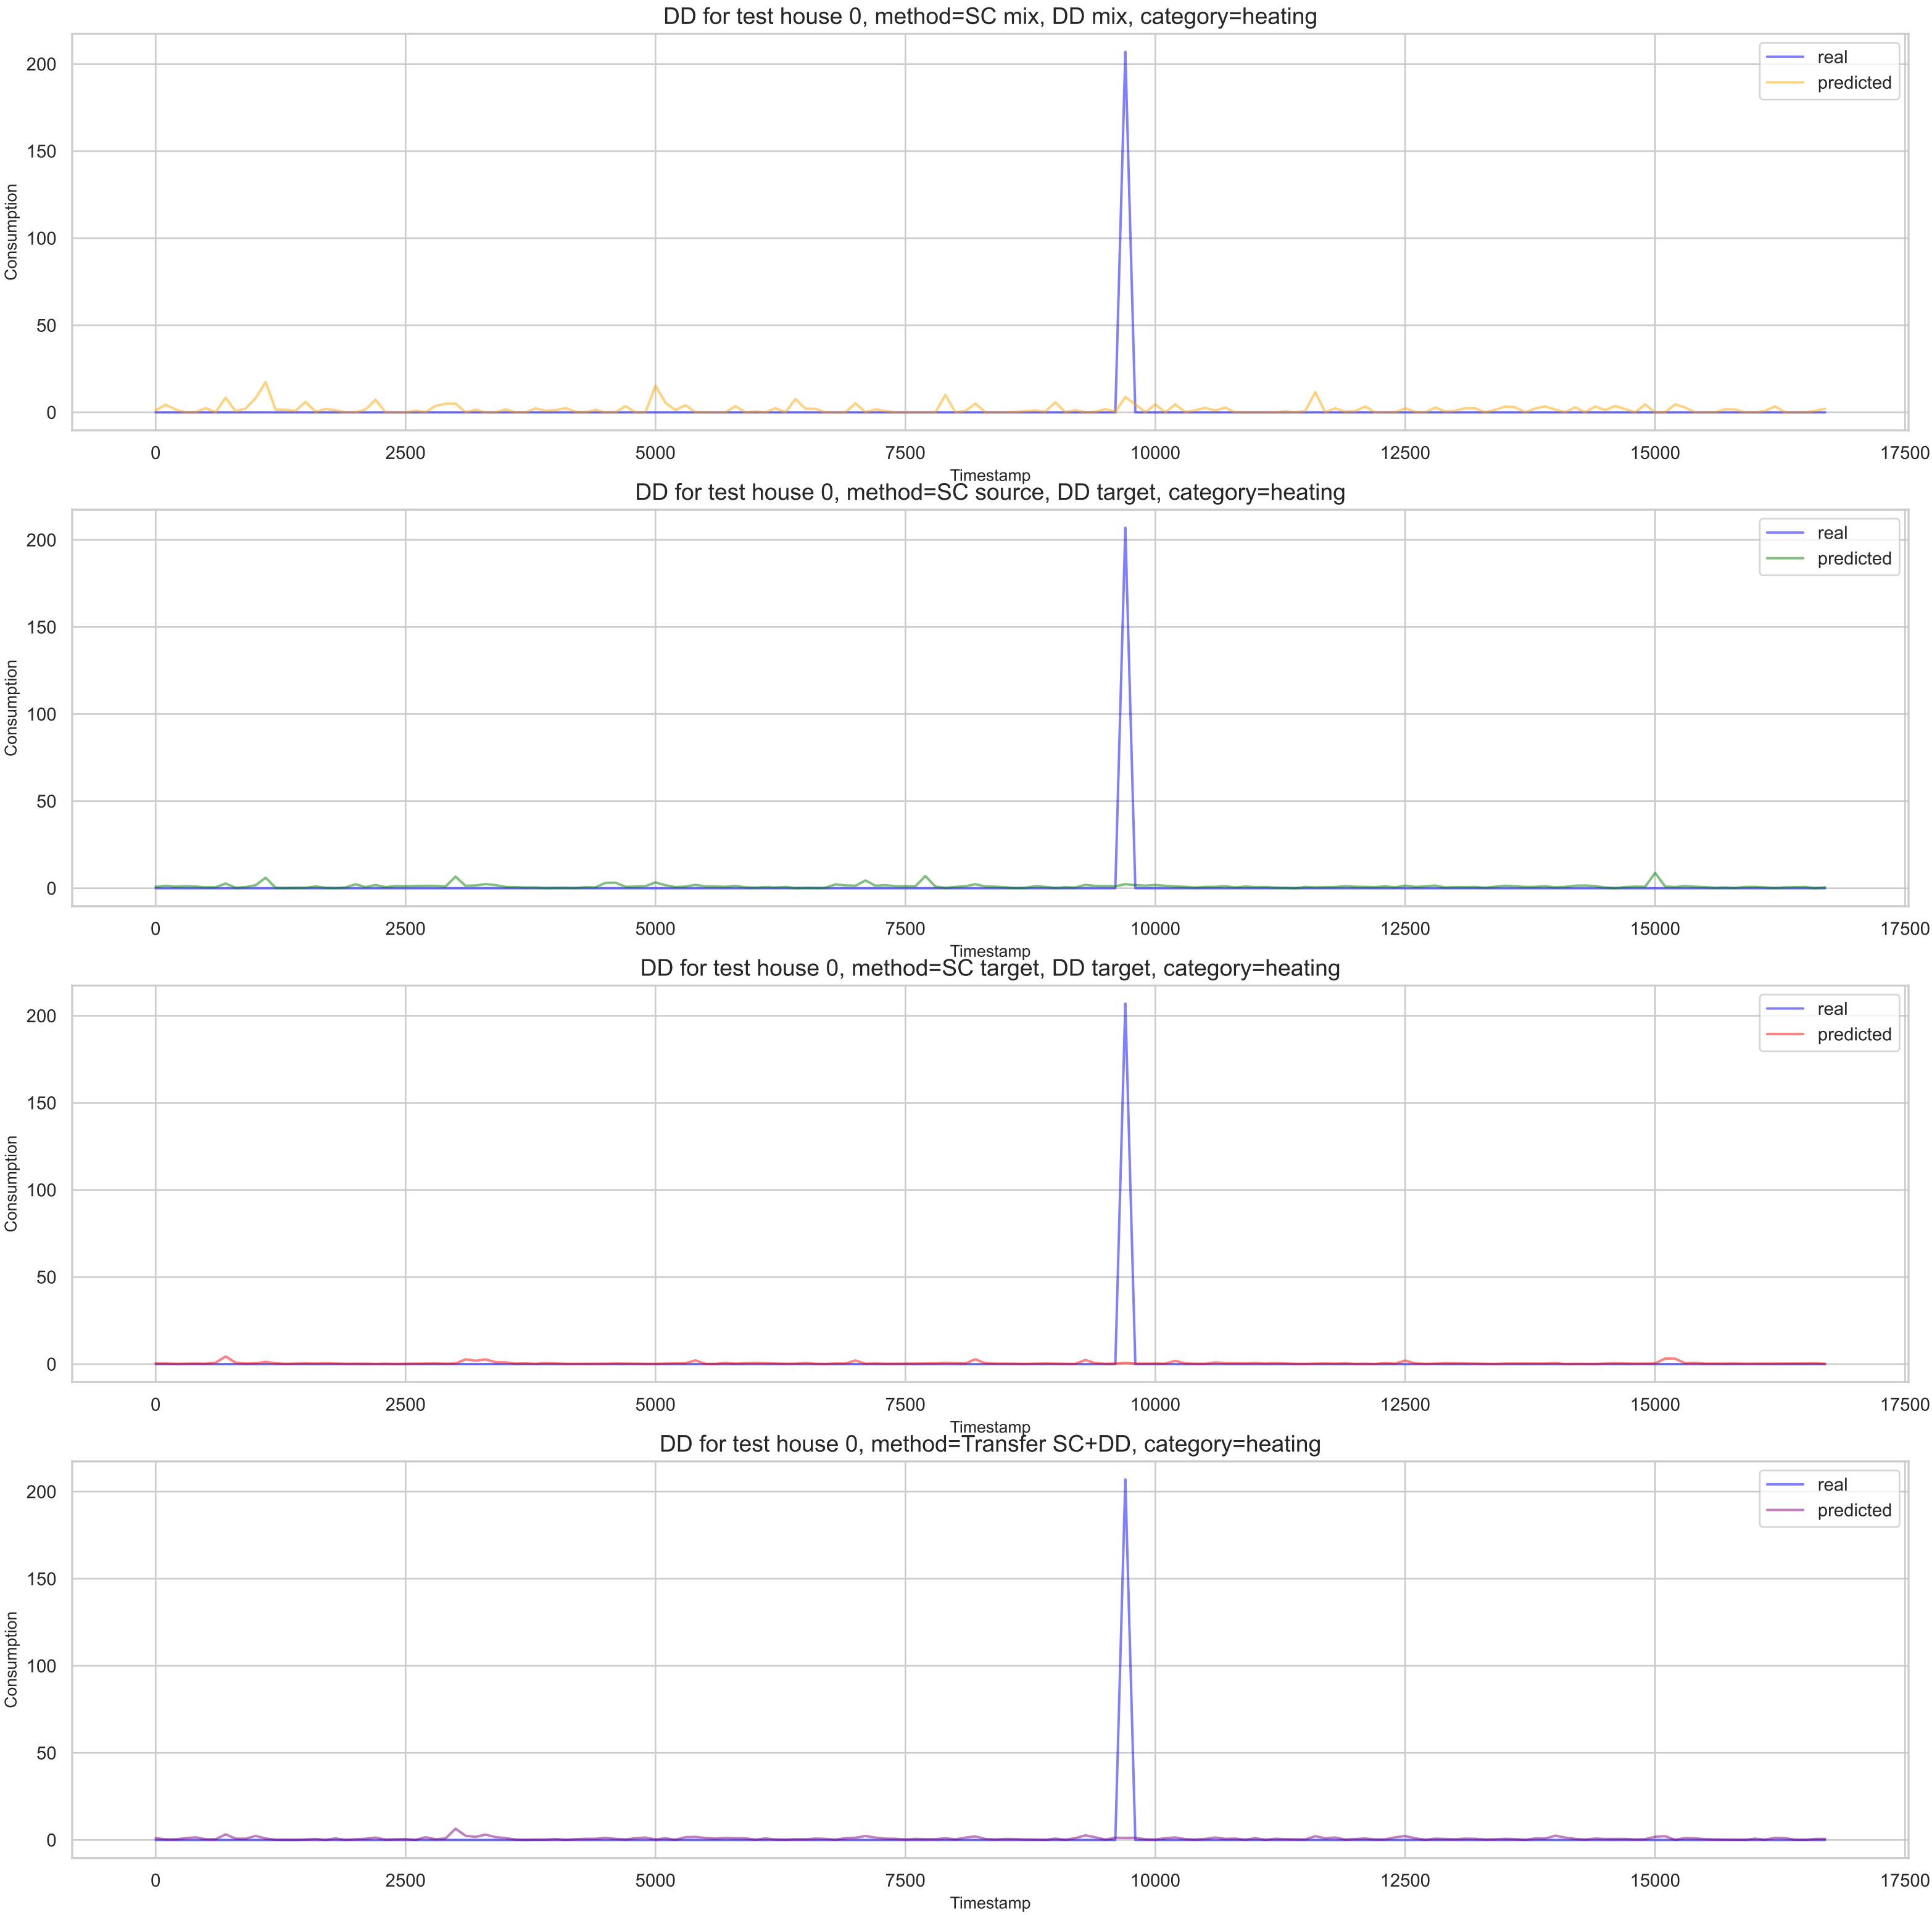 DD for test house 0, method=SC mix, DD mix, category=heating
real
predicted
200
150
100
50
0
Consumption
0 2500 5000 7500 10000 12500 15000 17500
Timestamp
DD for test house 0, method=SC source, DD target, category=heating
real
predicted
200
150
100
50
0
Consumption
0 2500 5000 7500 10000 12500 15000 17500
Timestamp
DD for test house 0, method=SC target, DD target, category=heating
real
predicted
200
150
100
50
0
Consumption
0 2500 5000 7500 10000 12500 15000 17500
Timestamp
DD for test house 0, method=Transfer SC+DD, category=heating
real
predicted
200
150
100
50
0
Consumption
0 2500 5000 7500 10000 12500 15000 17500
Timestamp